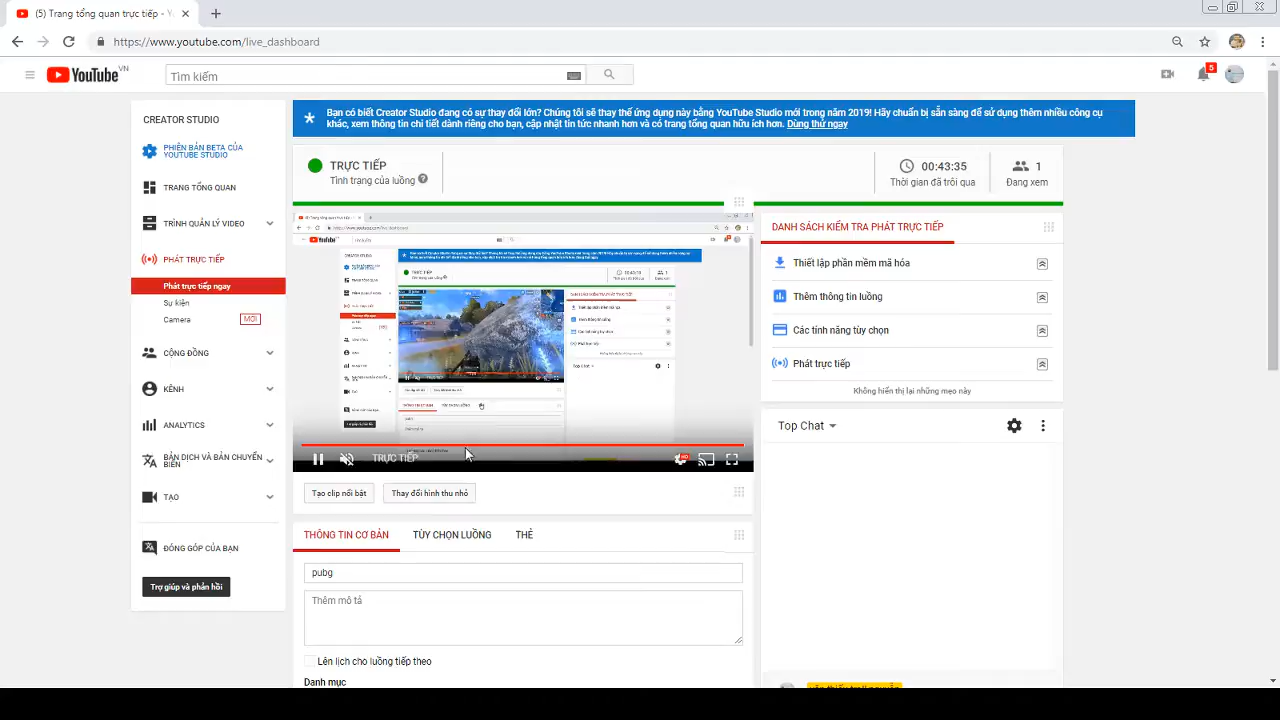 (5) Trang tổng quan trực tiếp - Yo
https://www.youtube.com/live_dashboard
YouTube VN
Tìm kiếm
5
CREATOR STUDIO
PHIÊN BẢN BETA CỦA
YOUTUBE STUDIO
TRANG TỔNG QUAN
TRÌNH QUẢN LÝ VIDEO
PHÁT TRỰC TIẾP
Phát trực tiếp ngay
Sự kiện
Camera MỚI
CỘNG ĐỒNG
KÊNH
ANALYTICS
BẢN DỊCH VÀ BẢN CHUYỂN
BIÊN
TẠO
ĐÓNG GÓP CỦA BẠN
Trợ giúp và phản hồi
Bạn có biết Creator Studio đang có sự thay đổi lớn? Chúng tôi sẽ thay thế ứng dụng này bằng YouTube Studio mới trong năm 2019! Hãy chuẩn bị sẵn sàng để sử dụng thêm nhiều công cụ
khác, xem thông tin chi tiết dành riêng cho bạn, cập nhật tin tức nhanh hơn và có trang tổng quan hữu ích hơn. Dùng thử ngay
TRỰC TIẾP
Tình trạng của luồng
00:43:35
Thời gian đã trôi qua
1
Đang xem
TRỰC TIẾP
HD
Tạo clip nổi bật
Thay đổi hình thu nhỏ
THÔNG TIN CƠ BẢN
TÙY CHỌN LUỒNG
THẺ
pubg
Thêm mô tả
Lên lịch cho luồng tiếp theo
Danh mục
DANH SÁCH KIỂM TRA PHÁT TRỰC TIẾP
Thiết lập phần mềm mã hóa
Thêm thông tin luồng
Các tính năng tùy chọn
Phát trực tiếp
Không hiển thị lại những mẹo này
Top Chat